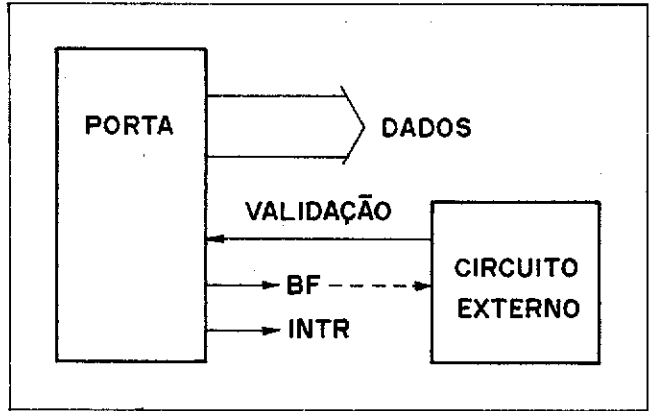 PORTA
DADOS
VALIDAÇÃO
BF
INTR
CIRCUITO
EXTERNO